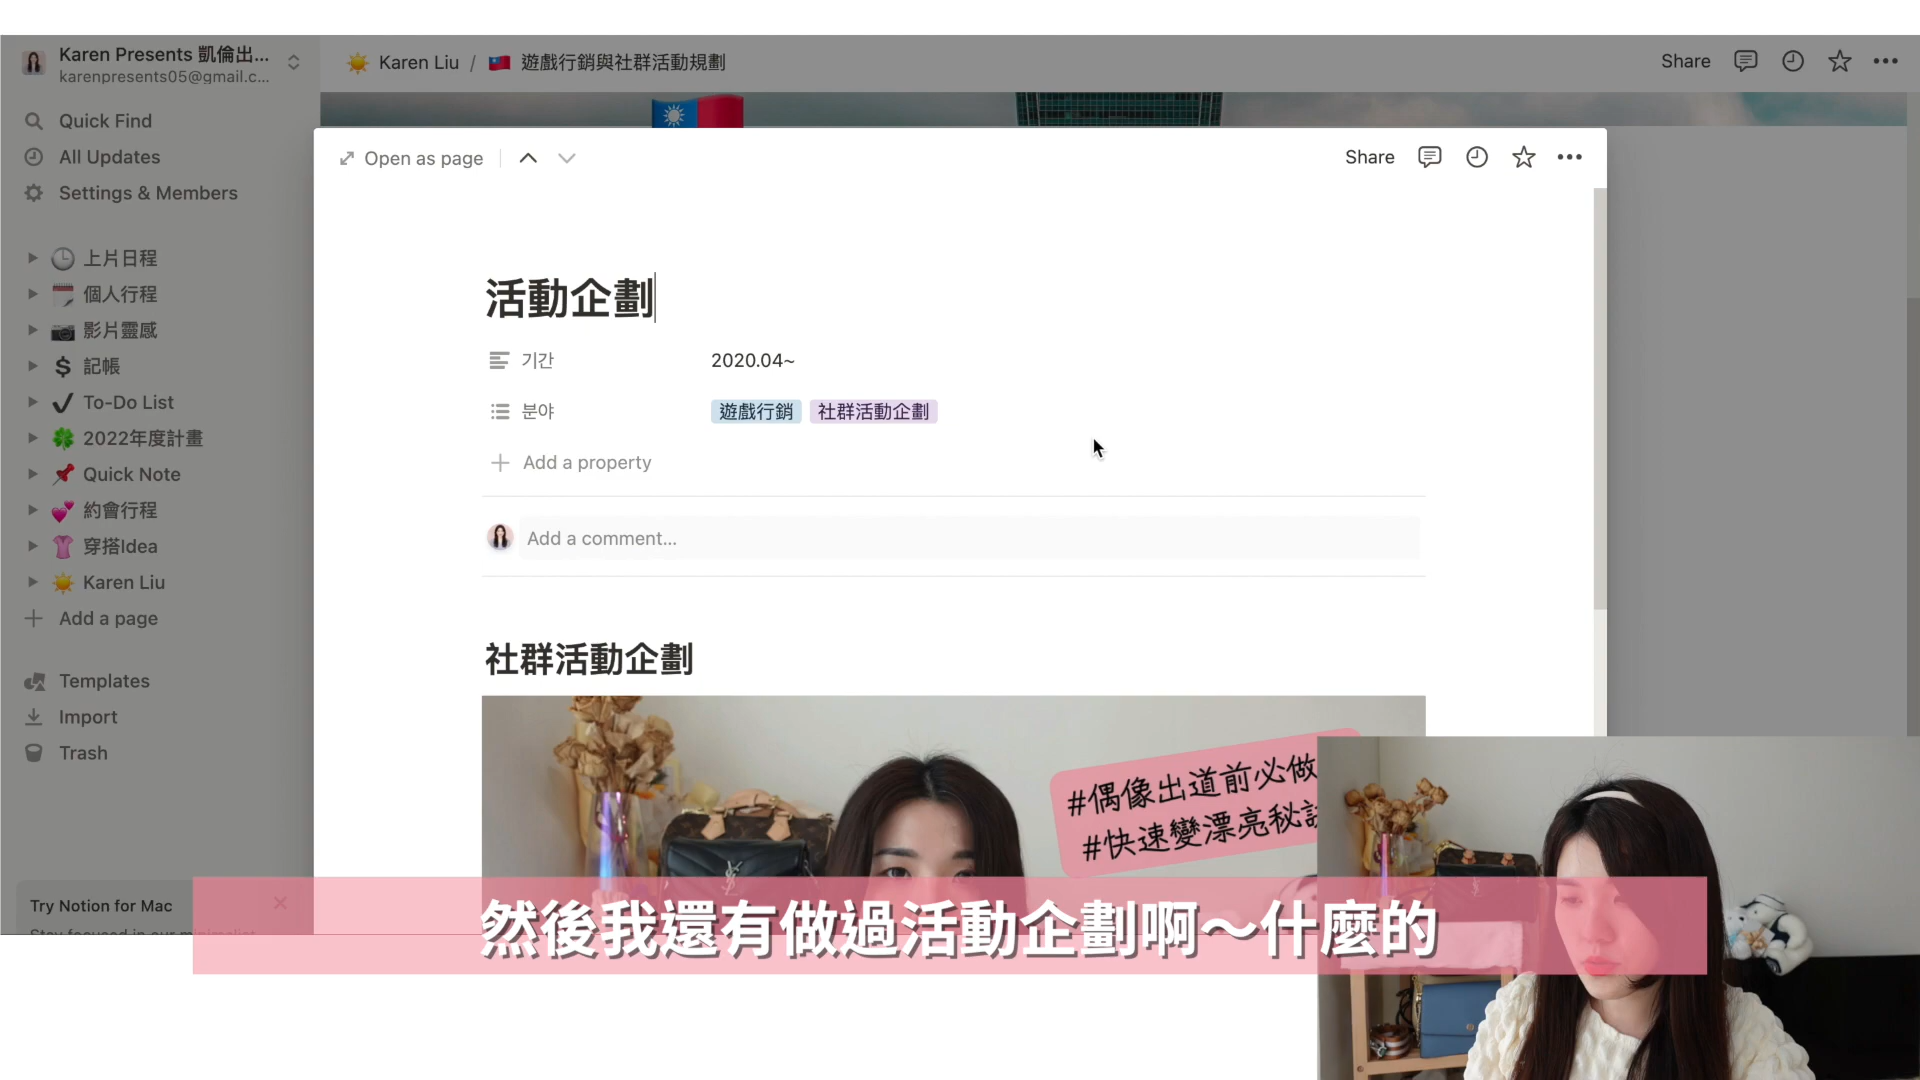 Karen Presents 凱倫出...
karenpresents05@gmail.c...
Karen Liu / 遊戲行銷與社群活動規劃
Share
Quick Find
All Updates
Settings & Members
上片日程
個人行程
影片靈感
記帳
To-Do List
2022年度計畫
Quick Note
約會行程
穿搭Idea
Karen Liu
Add a page
Templates
Import
Trash
Try Notion for Mac
Open as page
Share
活動企劃
기간 2020.04~
분야 遊戲行銷 社群活動企劃
Add a property
Add a comment...
社群活動企劃
#偶像出道前必做
#快速變漂亮秘訣
然後我還有做過活動企劃啊～什麼的